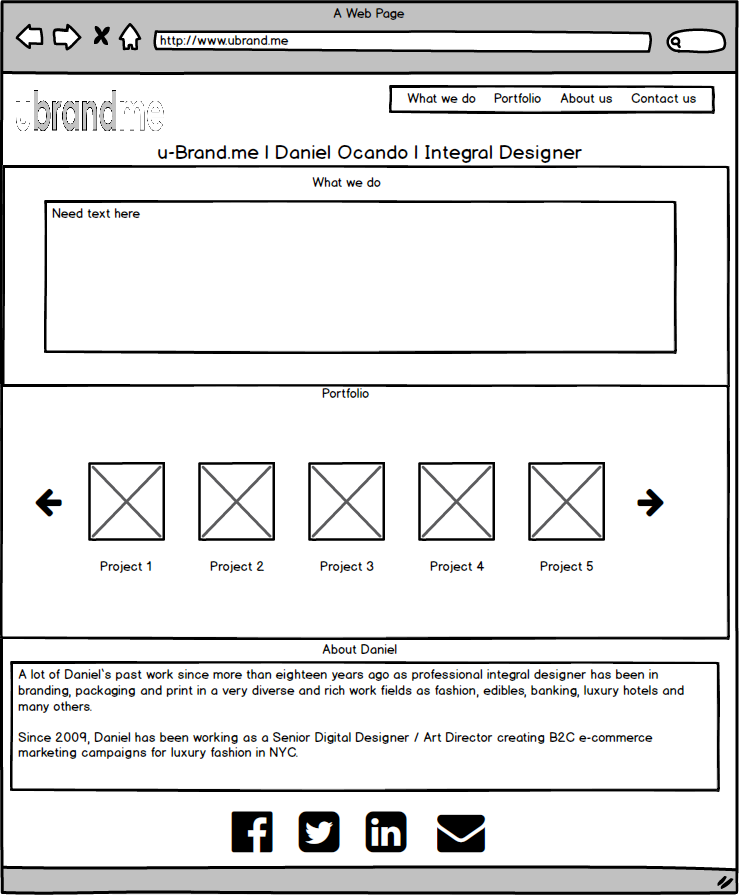 A Web Page
http://www.ubrand.me
ubrandme
What we do Portfolio About us Contact us
u-Brand.me | Daniel Ocando | Integral Designer
What we do
Need text here
Portfolio
Project 1 Project 2 Project 3 Project 4 Project 5
About Daniel
A lot of Daniel`s past work since more than eighteen years ago as professional integral designer has been in
branding, packaging and print in a very diverse and rich work fields as fashion, edibles, banking, luxury hotels and
many others.
Since 2009, Daniel has been working as a Senior Digital Designer / Art Director creating B2C e-commerce
marketing campaigns for luxury fashion in NYC.